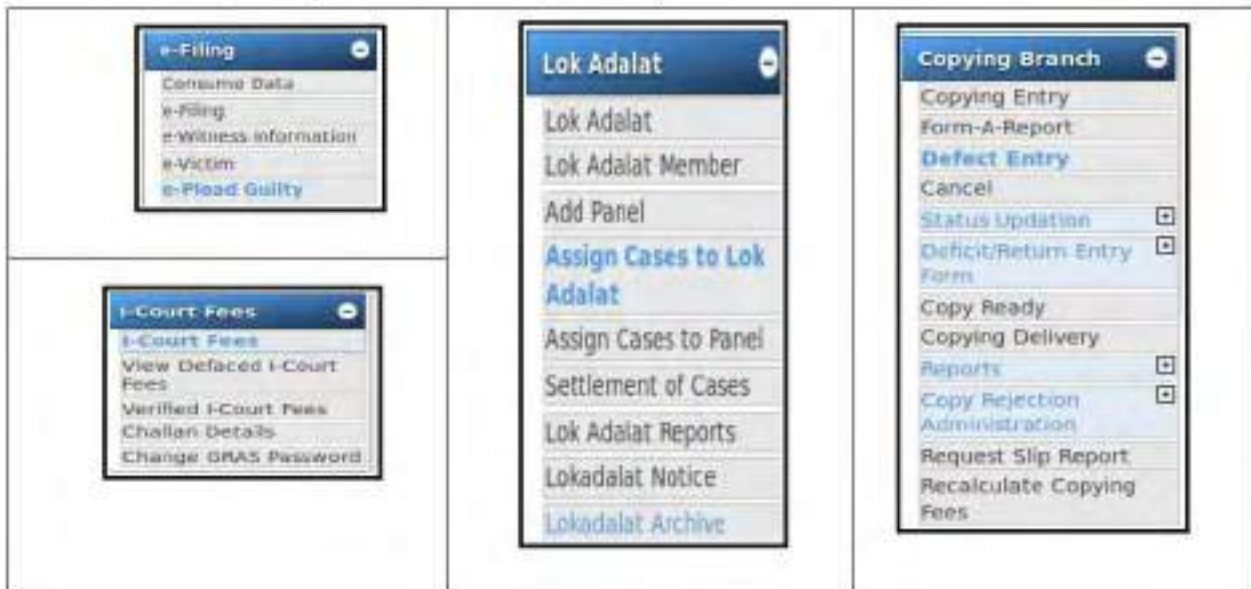 e-Filing
Consume Data
e-Filing
e-Witness Information
e-Victim
e-Plead Guilty
I-Court Fees
I-Court Fees
View Defaced I-Court
Fees
Verified I-Court Fees
Challan Details
Change GRAS Password
Lok Adalat
Lok Adalat
Lok Adalat Member
Add Panel
Assign Cases to Lok
Adalat
Assign Cases to Panel
Settlement of Cases
Lok Adalat Reports
Lokadalat Notice
Lokadalat Archive
Copying Branch
Copying Entry
Form-A-Report
Defect Entry
Cancel
Status Updation
Deficit/Return Entry
Form
Copy Ready
Copying Delivery
Reports
Copy Rejection
Administration
Request Slip Report
Recalculate Copying
Fees